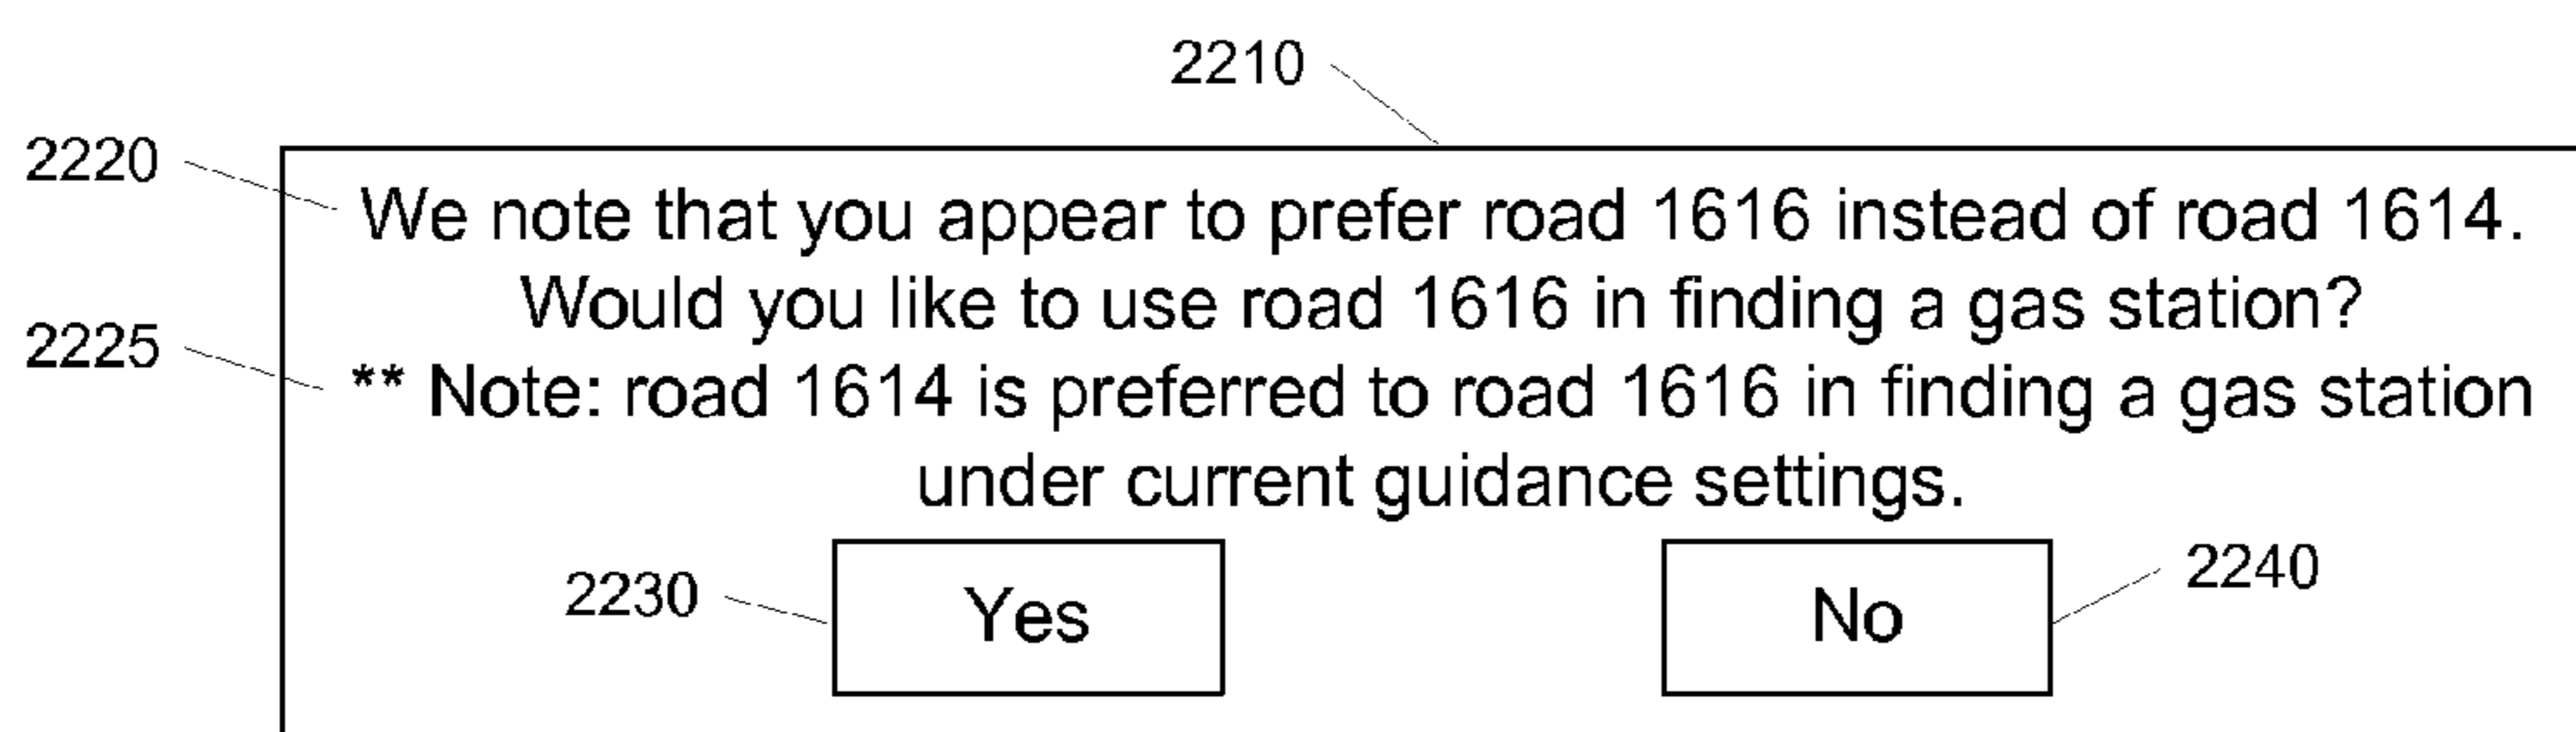 2210
2220
We note that you appear to prefer road 1616 instead of road 1614.
Would you like to use road 1616 in finding a gas station?
2225
** Note: road 1614 is preferred to road 1616 in finding a gas station
under current guidance settings.
2230
Yes
No
2240